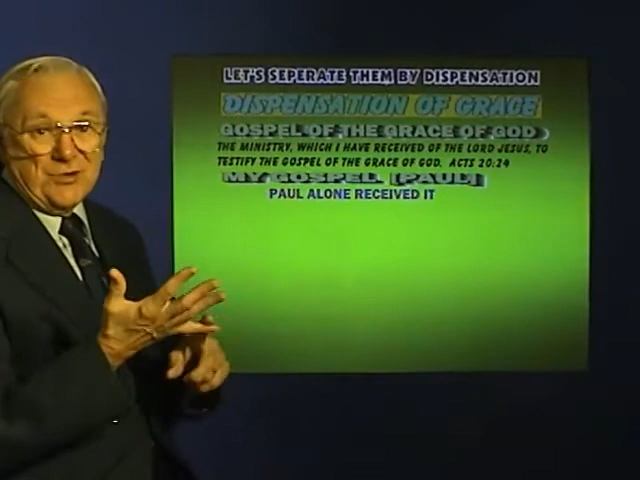 LET'S SEPERATE THEM BY DISPENSATION
DISPENSATION OF GRACE
GOSPEL OF THE GRACE OF GOD
THE MINISTRY, WHICH I HAVE RECEIVED OF THE LORD JESUS, TO
TESTIFY THE GOSPEL OF THE GRACE OF GOD. ACTS 20:24
MY GOSPEL [PAUL]
PAUL ALONE RECEIVED IT